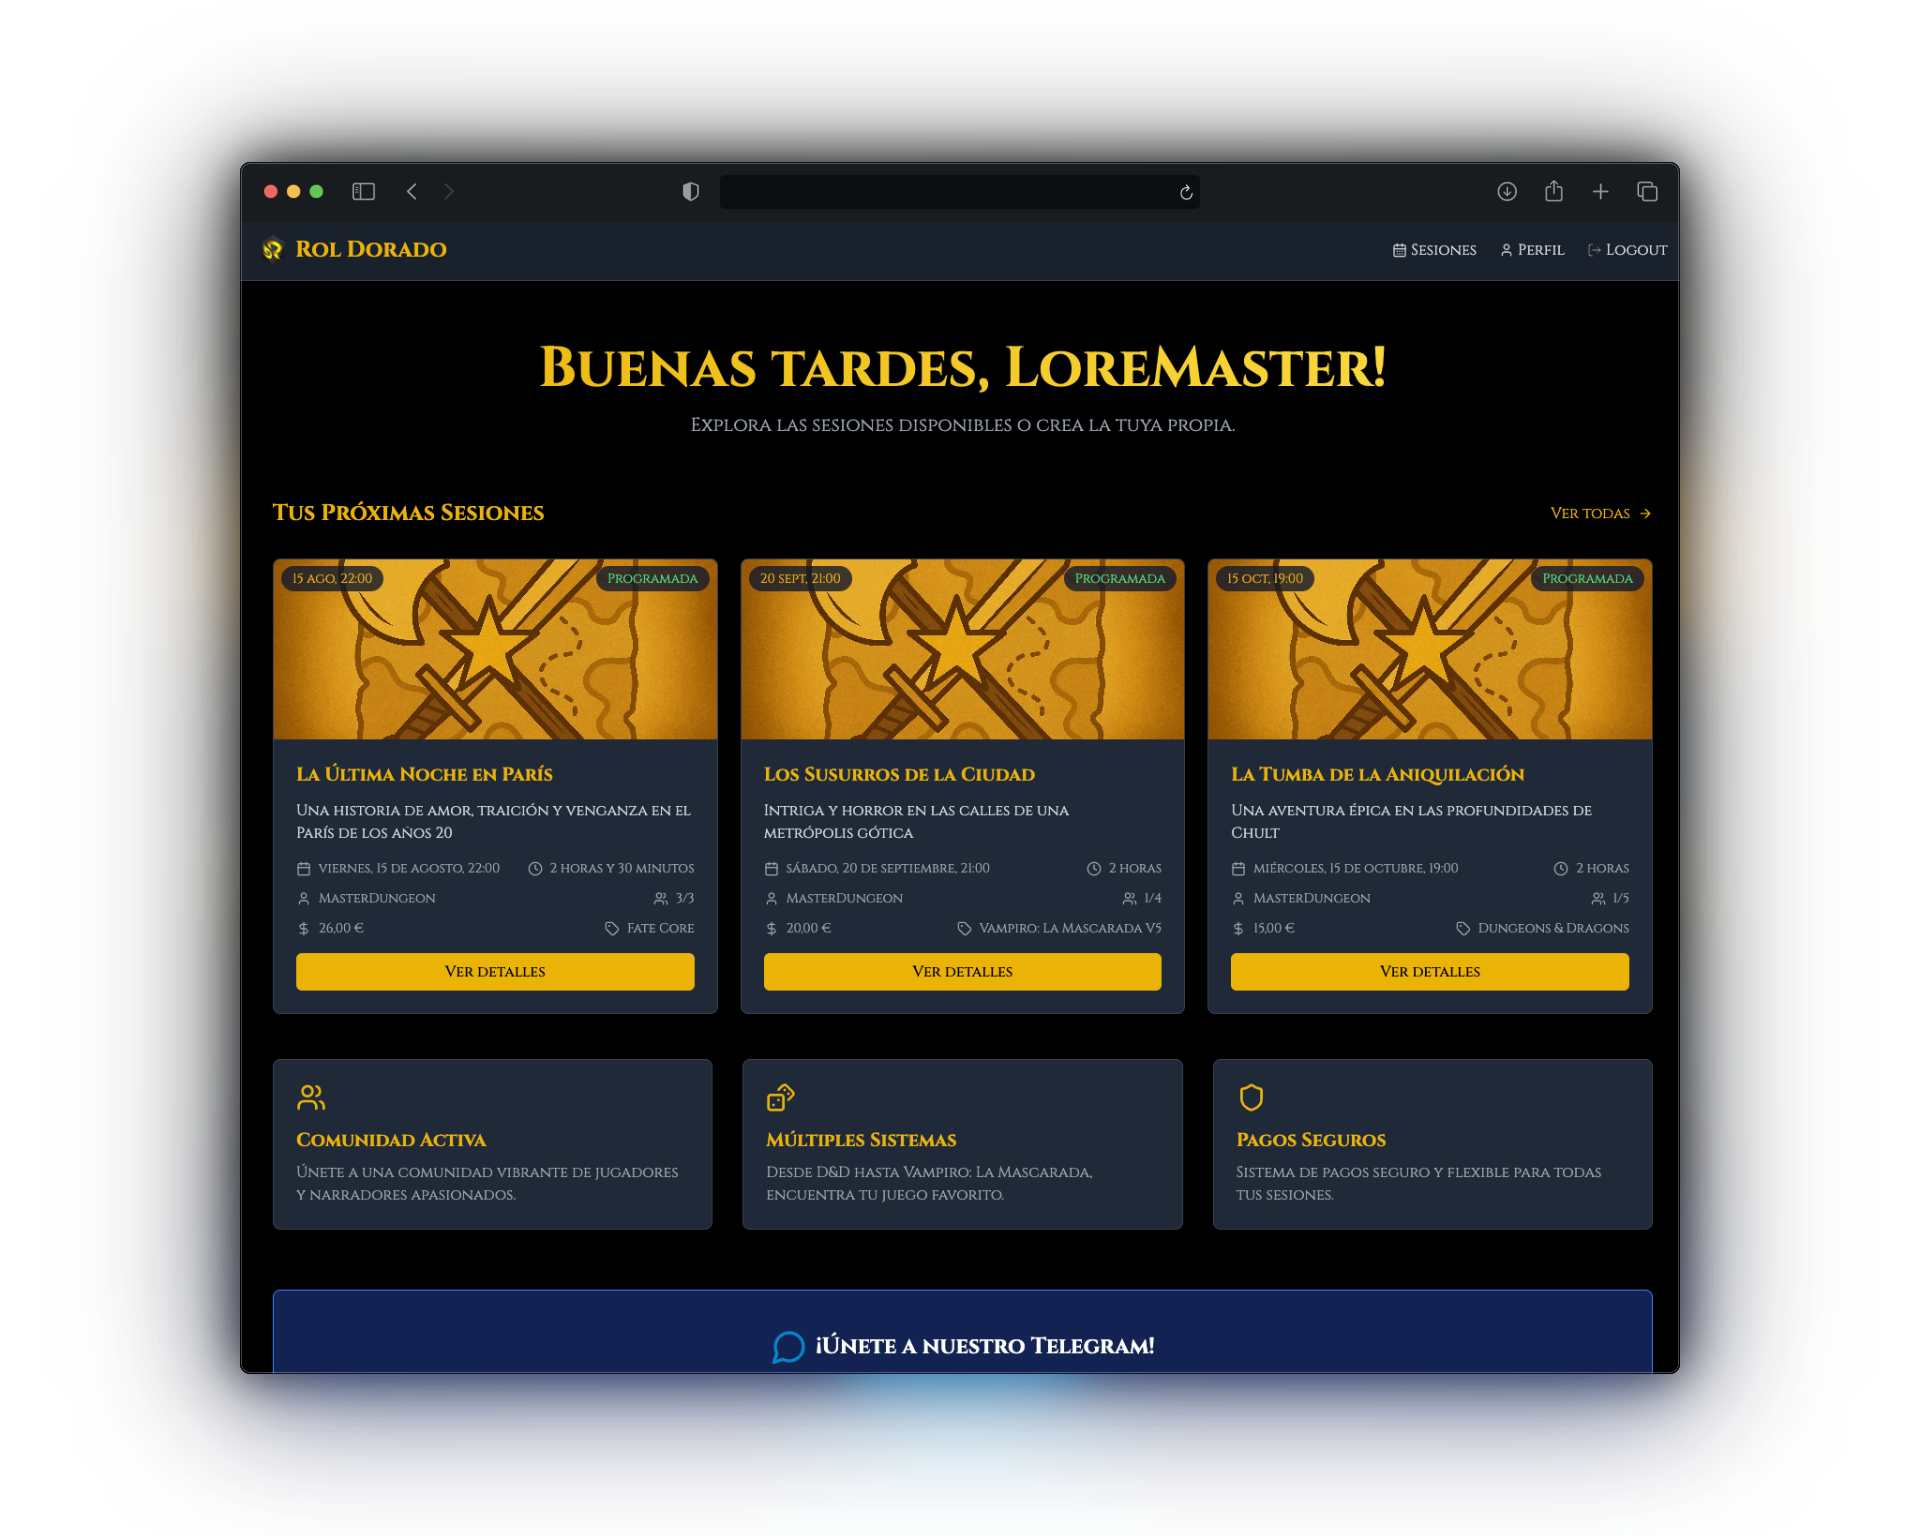 Rol Dorado
Sesiones
Perfil
Logout
Buenas tardes, LoreMaster!
Explora las sesiones disponibles o crea la tuya propia.
Tus Próximas Sesiones
Ver todas →
15 ago, 22:00
Programada
La Última Noche en París
Una historia de amor, traición y venganza en el
París de los años 20
viernes, 15 de agosto, 22:00
2 horas y 30 minutos
MasterDungeon
3/3
26,00 €
Fate Core
Ver detalles
20 sept, 21:00
Programada
Los Susurros de la Ciudad
Intriga y horror en las calles de una
metrópolis gótica
sábado, 20 de septiembre, 21:00
2 horas
MasterDungeon
1/4
20,00 €
Vampiro: La Mascarada V5
Ver detalles
15 oct, 19:00
Programada
La Tumba de la Aniquilación
Una aventura épica en las profundidades de
Chult
miércoles, 15 de octubre, 19:00
2 horas
MasterDungeon
1/5
15,00 €
Dungeons & Dragons
Ver detalles
Comunidad Activa
Únete a una comunidad vibrante de jugadores
y narradores apasionados.
Múltiples Sistemas
Desde D&D hasta Vampiro: La Mascarada,
encuentra tu juego favorito.
Pagos Seguros
Sistema de pagos seguro y flexible para todas
tus sesiones.
¡Únete a nuestro Telegram!